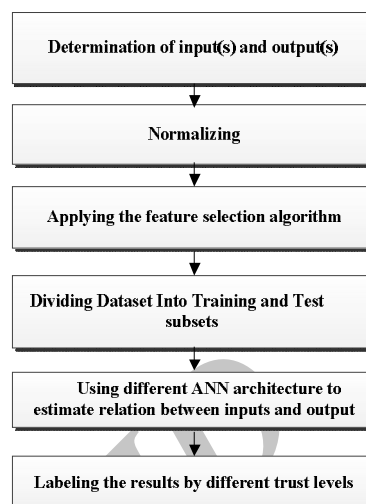 Determination of input(s) and output(s)
Normalizing
Applying the feature selection algorithm
Dividing Dataset Into Training and Test
subsets
Using different ANN architecture to
estimate relation between inputs and output
Labeling the results by different trust levels